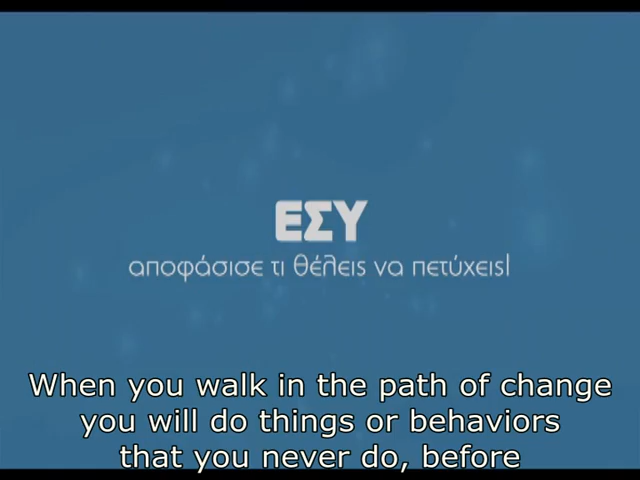 ΕΣΥ
αποφάσισε τι θέλεις να πετύχεις!
When you walk in the path of change
you will do things or behaviors
that you never do, before